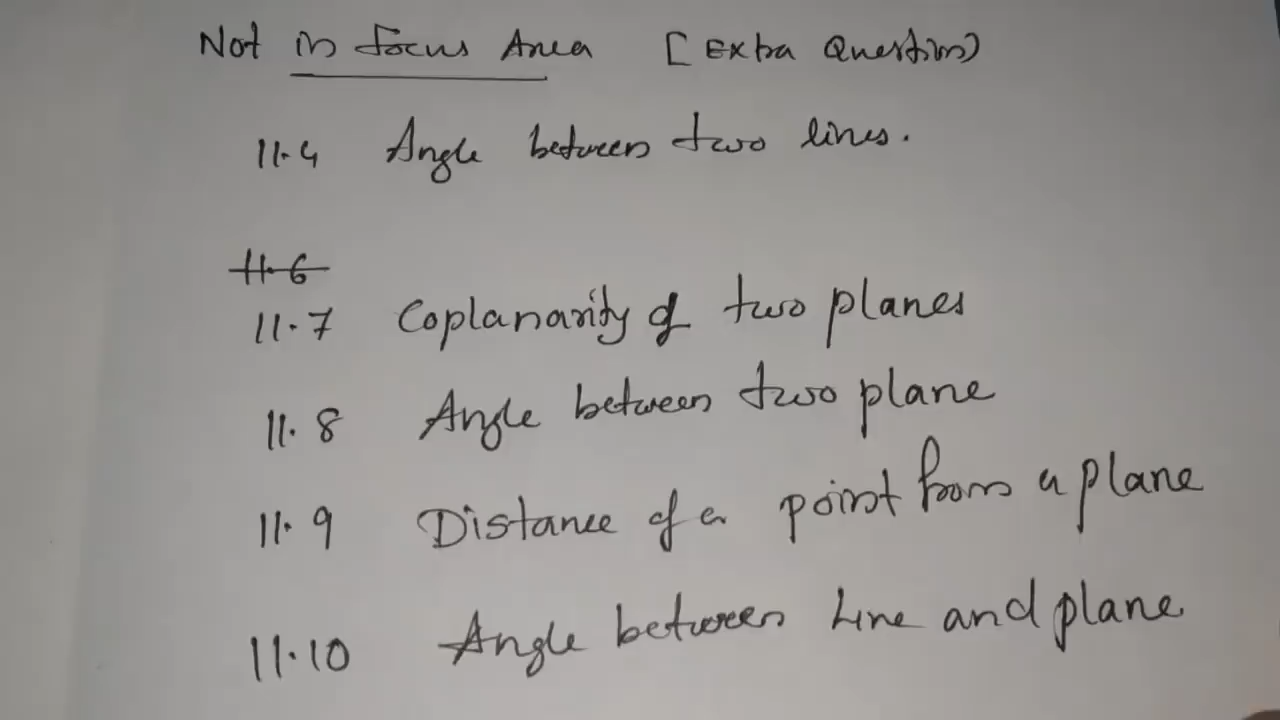 Not in focus Area [Extra Questions)
11.4 Angle between two lines.
11.6
11.7 Coplanarity of two planes
11.8 Angle between two plane
11.9 Distance of a point from a plane
11.10 Angle between Line and plane